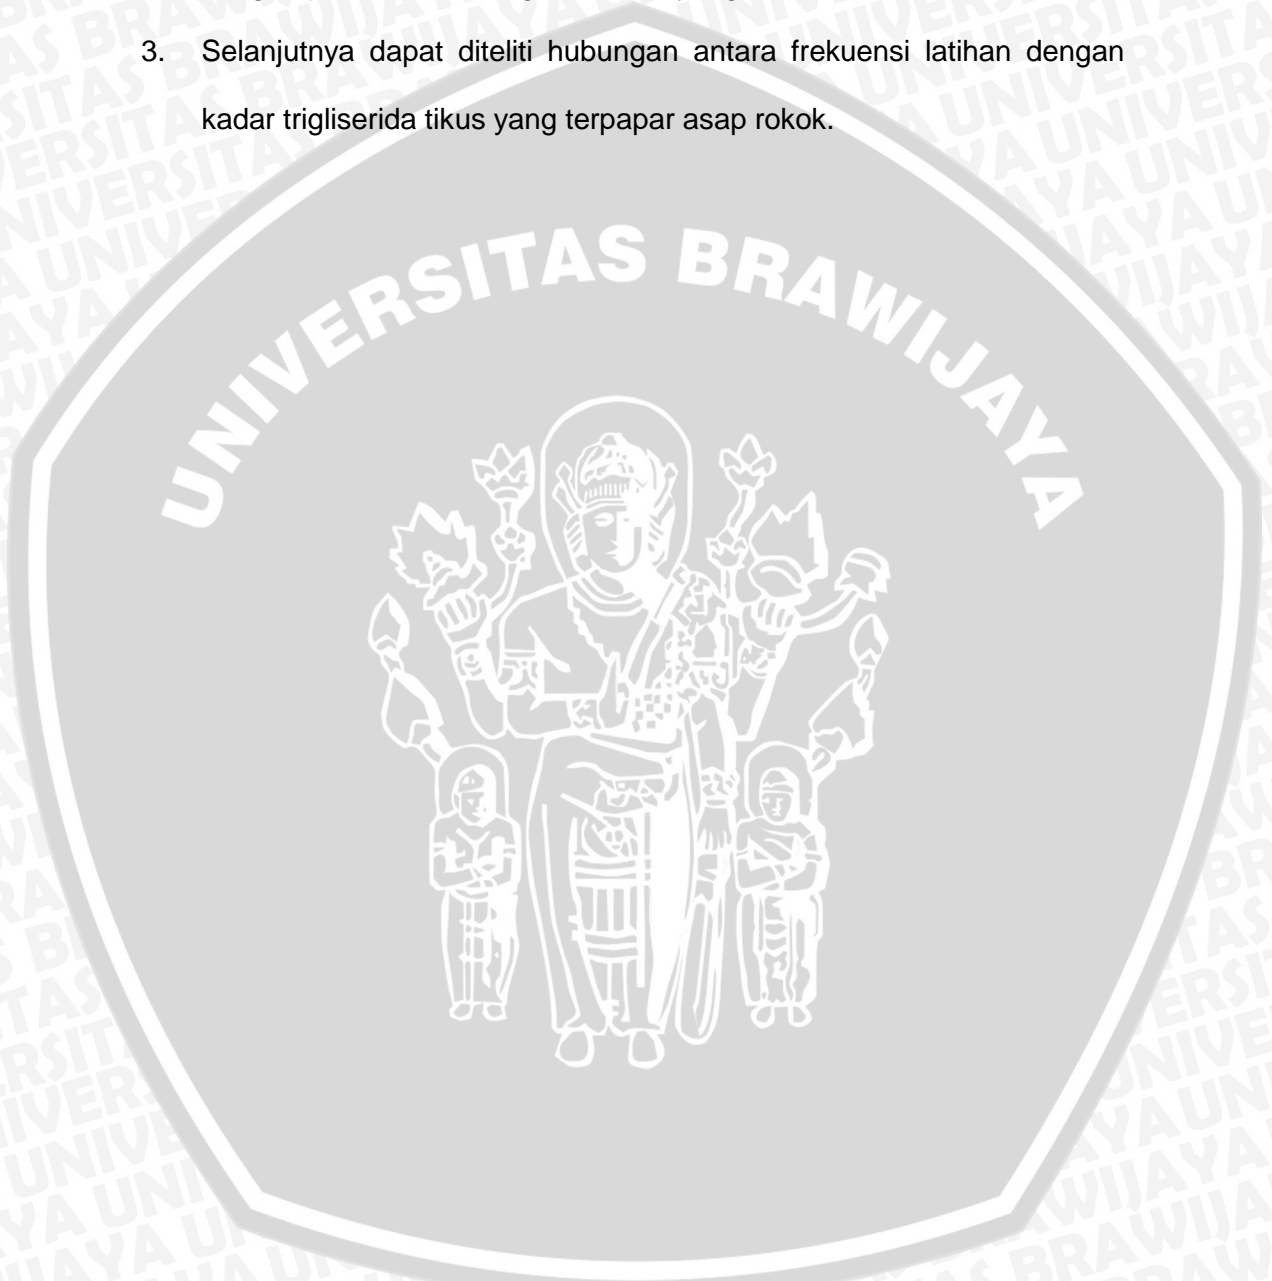 3. Selanjutnya dapat diteliti hubungan antara frekuensi latihan dengan
kadar trigliserida tikus yang terpapar asap rokok.
UNIVERSITAS BRAWIJAYA